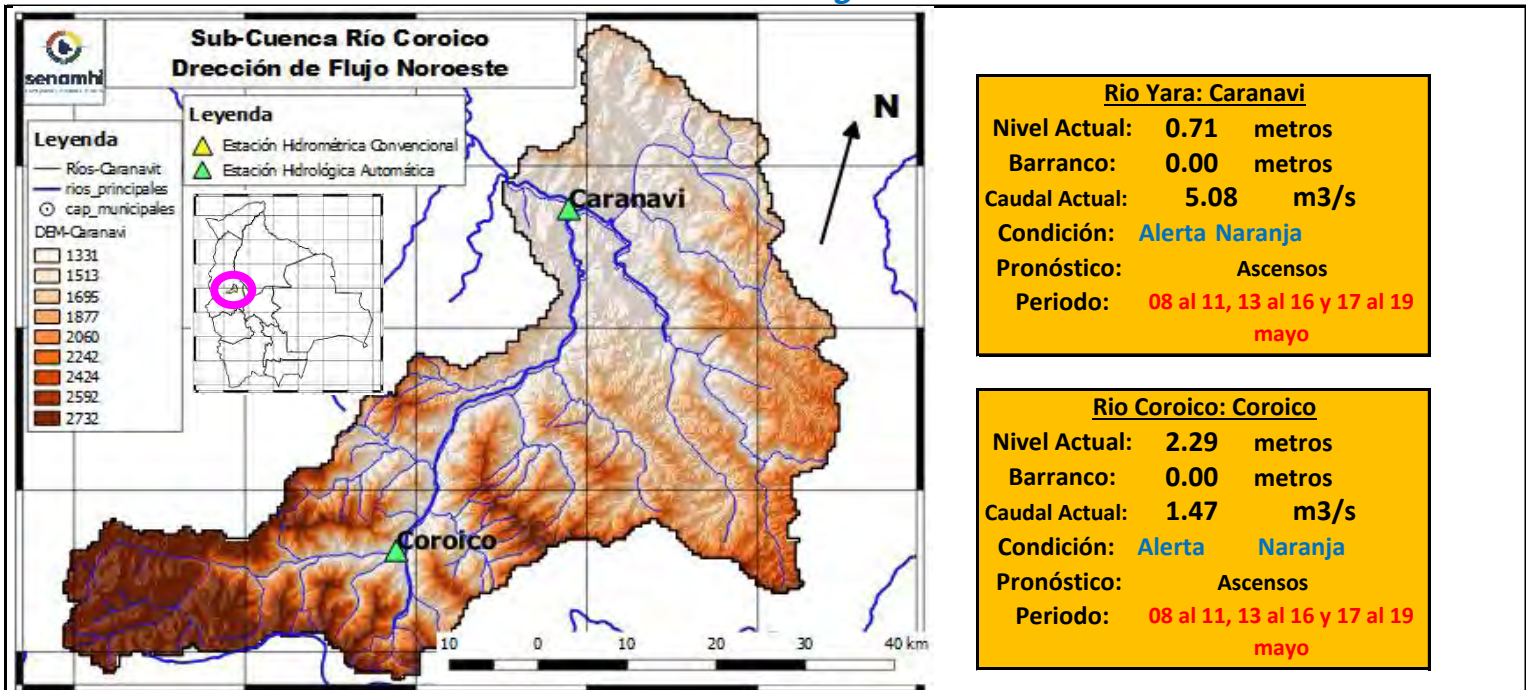 senamhi
Sub-Cuenca Río Coroico
Drección de Flujo Noroeste
Leyenda
Estación Hidrométrica Convencional
Estación Hidrológica Automática
Leyenda
Ríos-Caranavit
rios_principales
cap_municipales
DEM-Caranavi
1331
1513
1695
1877
2060
2242
2424
2592
2732
N
Caranavi
Coroico
10 0 10 20 30 40 km
Rio Yara: Caranavi
Nivel Actual: 0.71 metros
Barranco: 0.00 metros
Caudal Actual: 5.08 m3/s
Condición: Alerta Naranja
Pronóstico: Ascensos
Periodo: 08 al 11, 13 al 16 y 17 al 19
mayo
Rio Coroico: Coroico
Nivel Actual: 2.29 metros
Barranco: 0.00 metros
Caudal Actual: 1.47 m3/s
Condición: Alerta Naranja
Pronóstico: Ascensos
Periodo: 08 al 11, 13 al 16 y 17 al 19
mayo